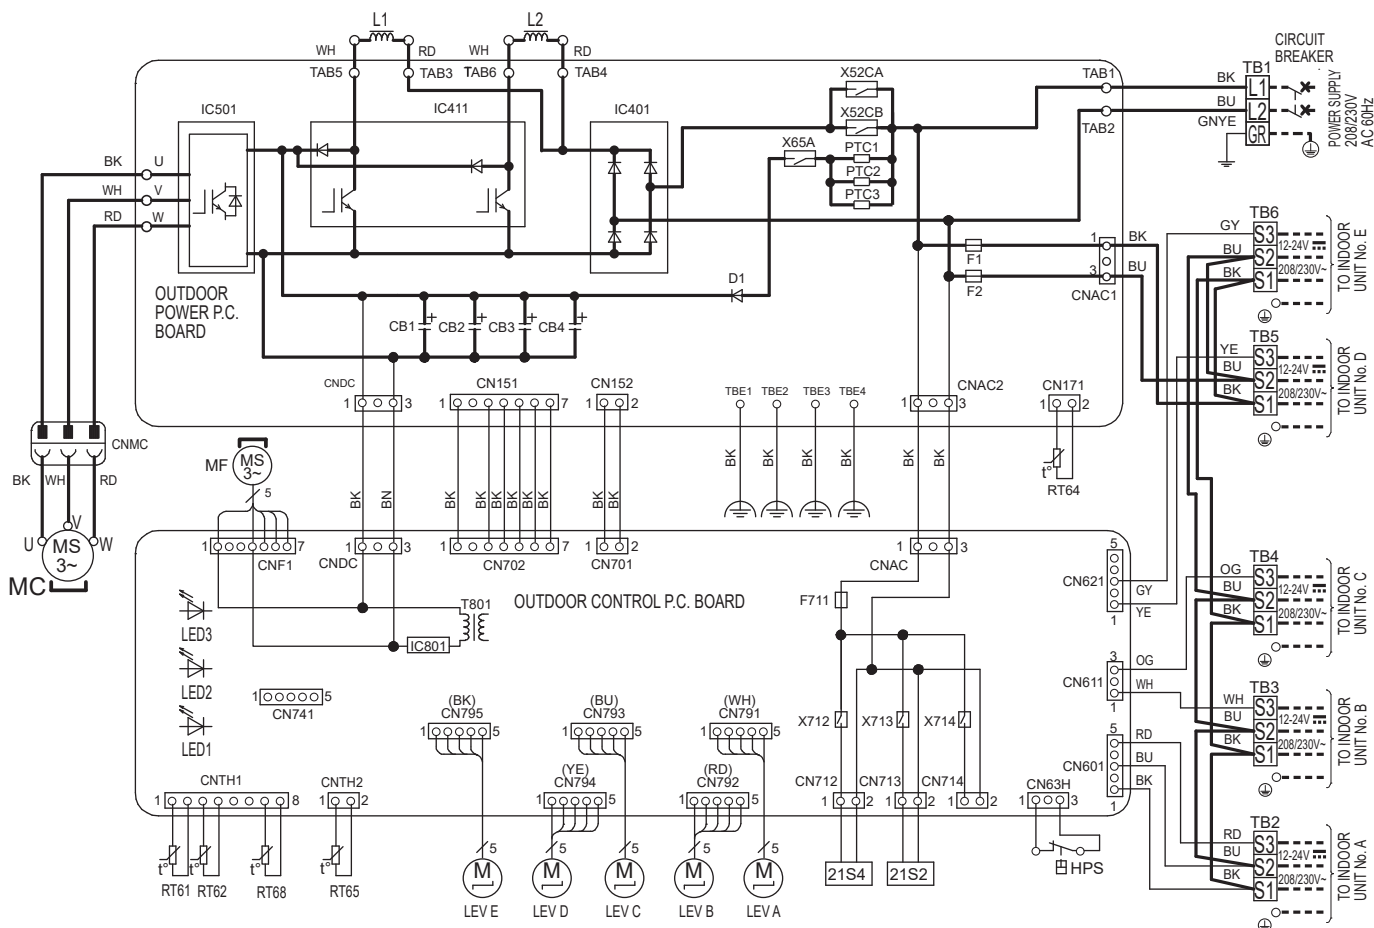 L1
L2
CIRCUIT
BREAKER
WH RD WH RD
TAB5 TAB3 TAB6 TAB4
X52CA
TAB1
BK
TB1
L1
BU
L2
GNYE
GR
POWER SUPPLY
208/230V
AC 60Hz
IC501
IC411
IC401
X52CB
TAB2
X65A
PTC1
PTC2
PTC3
BK U
WH V
RD W
OUTDOOR
POWER P.C.
BOARD
D1
CB1 + CB2 + CB3 + CB4 +
F1
F2
1 BK
3 BU
CNAC1
GY
BU
BK
TB6
S3
S2
S1
12-24V
208/230V~
TO INDOOR
UNIT No. E
YE
BU
BK
TB5
S3
S2
S1
12-24V
208/230V~
TO INDOOR
UNIT No. D
CNDC
1 3
CN151
1 7
CN152
1 2
TBE1 TBE2 TBE3 TBE4
CNAC2
1 3
CN171
1 2
t°
RT64
CNMC
BK WH RD
U V W
MS
3~
MC
MF
MS
3~
5
BK BN
BK BK BK BK BK BK
BK BK
BK BK BK BK
BK BK
1 7
CNF1
1 3
CNDC
1 7
CN702
1 2
CN701
CNAC
1 3
5
CN621
1
GY
YE
OG
BU
BK
TB4
S3
S2
S1
12-24V
208/230V~
TO INDOOR
UNIT No. C
LED3
LED2
LED1
T801
IC801
OUTDOOR CONTROL P.C. BOARD
F711
3
CN611
1
OG
WH
WH
BU
BK
TB3
S3
S2
S1
12-24V
208/230V~
TO INDOOR
UNIT No. B
1 5
CN741
(BK)
CN795
1 5
(BU)
CN793
1 5
(WH)
CN791
1 5
X712 X713 X714
5
CN601
1
RD
BU
BK
(YE)
CN794
1 5
(RD)
CN792
1 5
CN712
1 2
CN713
1 2
CN714
1 2
CN63H
1 3
CNTH1
1 8
CNTH2
1 2
RD
BU
BK
TB2
S3
S2
S1
12-24V
208/230V~
TO INDOOR
UNIT No. A
t° t° t° t°
RT61 RT62 RT68 RT65
5 5 5 5 5
M M M M M
LEV E LEV D LEV C LEV B LEV A
21S4 21S2
HPS